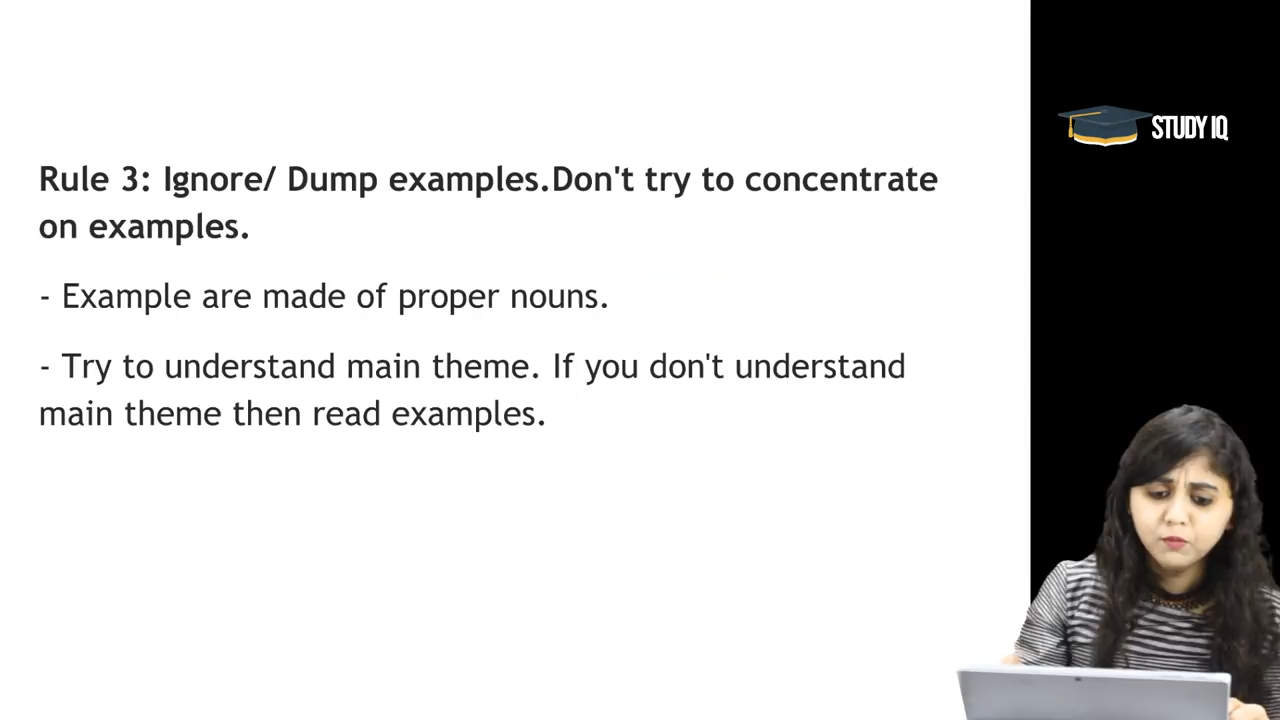 STUDY IQ
Rule 3: Ignore/ Dump examples.Don't try to concentrate
on examples.
- Example are made of proper nouns.
- Try to understand main theme. If you don't understand
main theme then read examples.